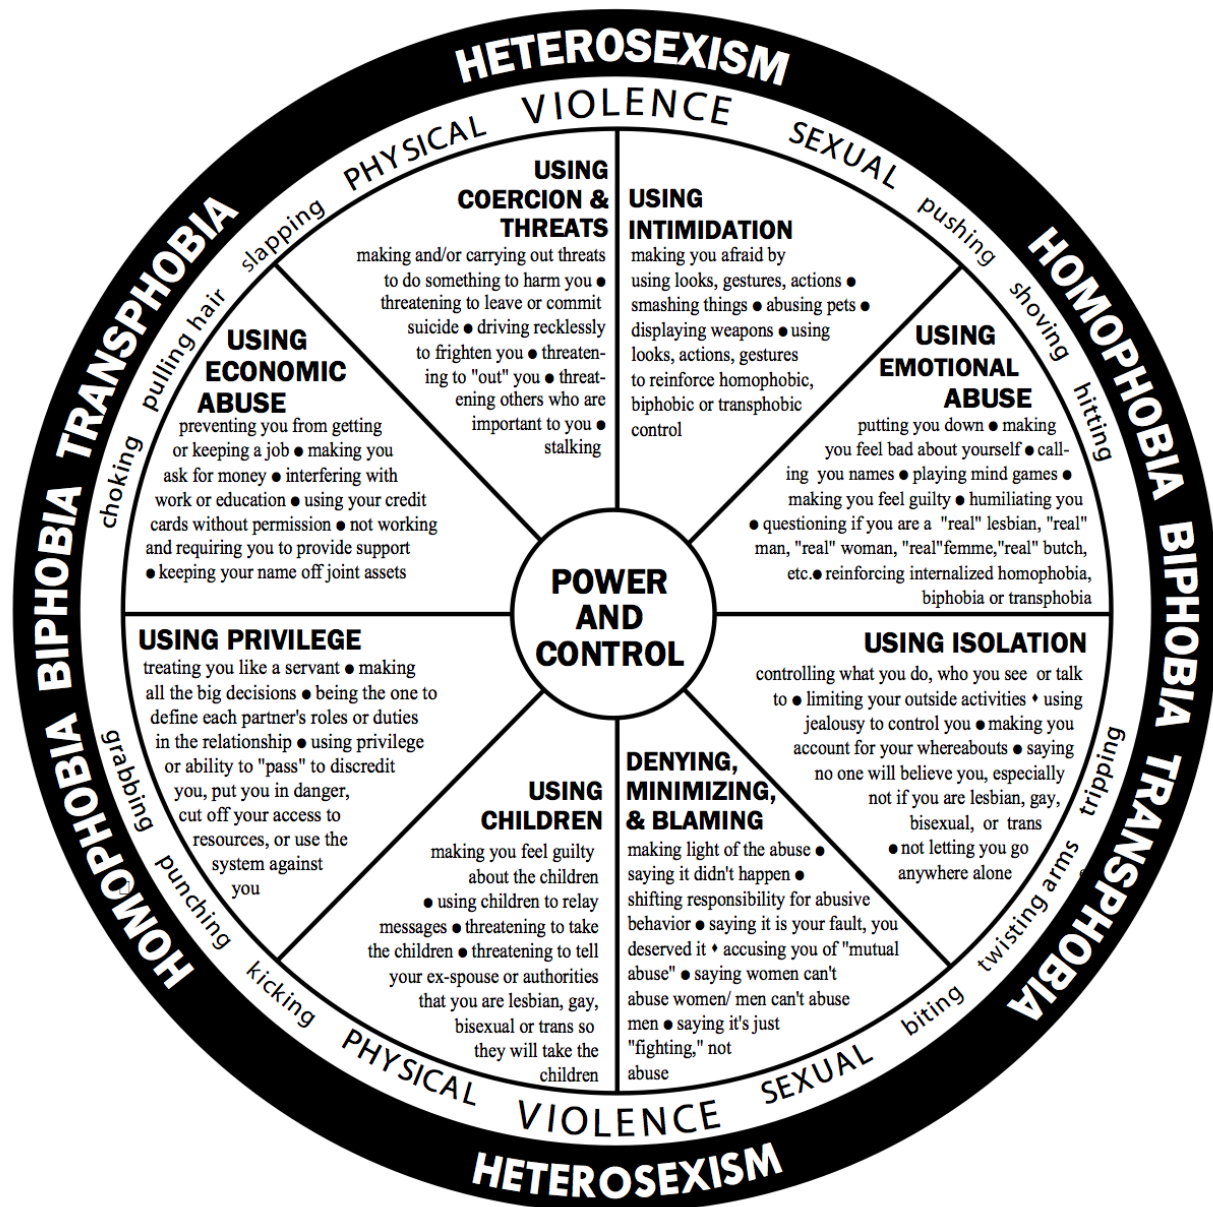 HETEROSEXISM
HOMOPHOBIA BIPHOBIA TRANSPHOBIA
HETEROSEXISM
HOMOPHOBIA BIPHOBIA TRANSPHOBIA
PHYSICAL VIOLENCE SEXUAL
pushing shoving hitting
tripping twisting arms biting
PHYSICAL VIOLENCE SEXUAL
kicking punching grabbing
choking pulling hair slapping
USING
COERCION &
THREATS
making and/or carrying out threats
to do something to harm you ●
threatening to leave or commit
suicide ● driving recklessly
to frighten you ● threaten-
ing to "out" you ● threat-
ening others who are
important to you ●
stalking
USING
INTIMIDATION
making you afraid by
using looks, gestures, actions ●
smashing things ● abusing pets ●
displaying weapons ● using
looks, actions, gestures
to reinforce homophobic,
biphobic or transphobic
control
USING
EMOTIONAL
ABUSE
putting you down ● making
you feel bad about yourself ● call-
ing you names ● playing mind games ●
making you feel guilty ● humiliating you
● questioning if you are a "real" lesbian, "real"
man, "real" woman, "real"femme,"real" butch,
etc.● reinforcing internalized homophobia,
biphobia or transphobia
USING ISOLATION
controlling what you do, who you see or talk
to ● limiting your outside activities • using
jealousy to control you ● making you
account for your whereabouts ● saying
no one will believe you, especially
not if you are lesbian, gay,
bisexual, or trans
● not letting you go
anywhere alone
DENYING,
MINIMIZING,
& BLAMING
making light of the abuse ●
saying it didn't happen ●
shifting responsibility for abusive
behavior ● saying it is your fault, you
deserved it • accusing you of "mutual
abuse" ● saying women can't
abuse women/ men can't abuse
men ● saying it's just
"fighting," not
abuse
USING
CHILDREN
making you feel guilty
about the children
● using children to relay
messages ● threatening to take
the children ● threatening to tell
your ex-spouse or authorities
that you are lesbian, gay,
bisexual or trans so
they will take the
children
USING PRIVILEGE
treating you like a servant ● making
all the big decisions ● being the one to
define each partner's roles or duties
in the relationship ● using privilege
or ability to "pass" to discredit
you, put you in danger,
cut off your access to
resources, or use the
system against
you
USING
ECONOMIC
ABUSE
preventing you from getting
or keeping a job ● making you
ask for money ● interfering with
work or education ● using your credit
cards without permission ● not working
and requiring you to provide support
● keeping your name off joint assets
POWER
AND
CONTROL